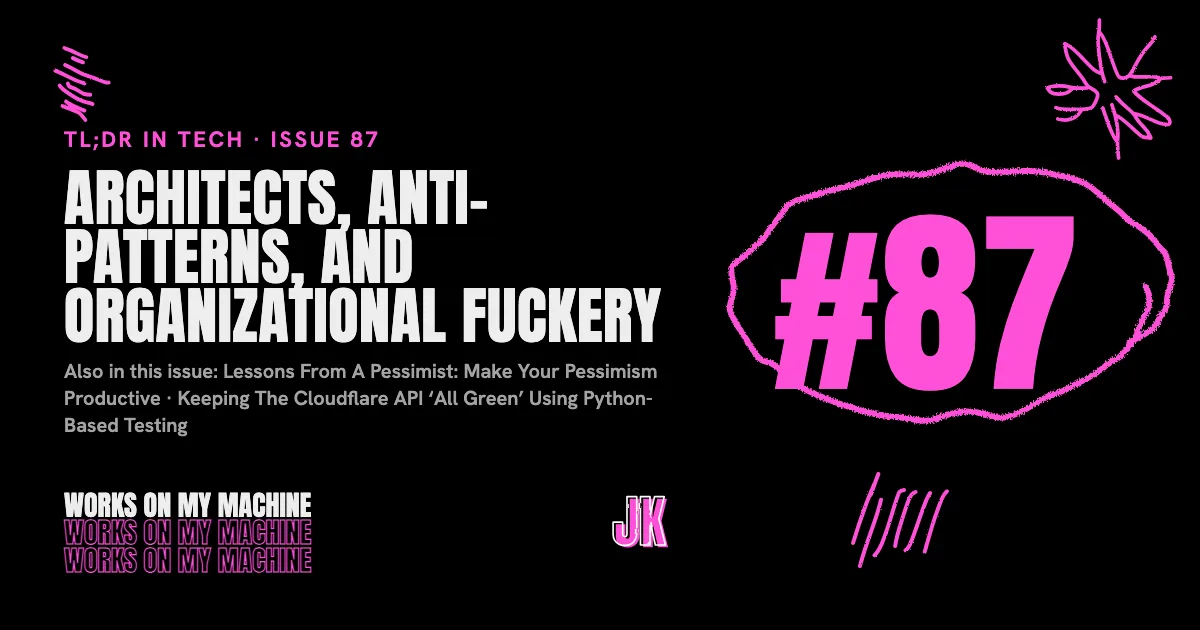 TL;DR IN TECH · ISSUE 87
ARCHITECTS, ANTI-
PATTERNS, AND
ORGANIZATIONAL FUCKERY
Also in this issue: Lessons From A Pessimist: Make Your Pessimism
Productive · Keeping The Cloudflare API ‘All Green’ Using Python-
Based Testing
#87
WORKS ON MY MACHINE
WORKS ON MY MACHINE
WORKS ON MY MACHINE
JK